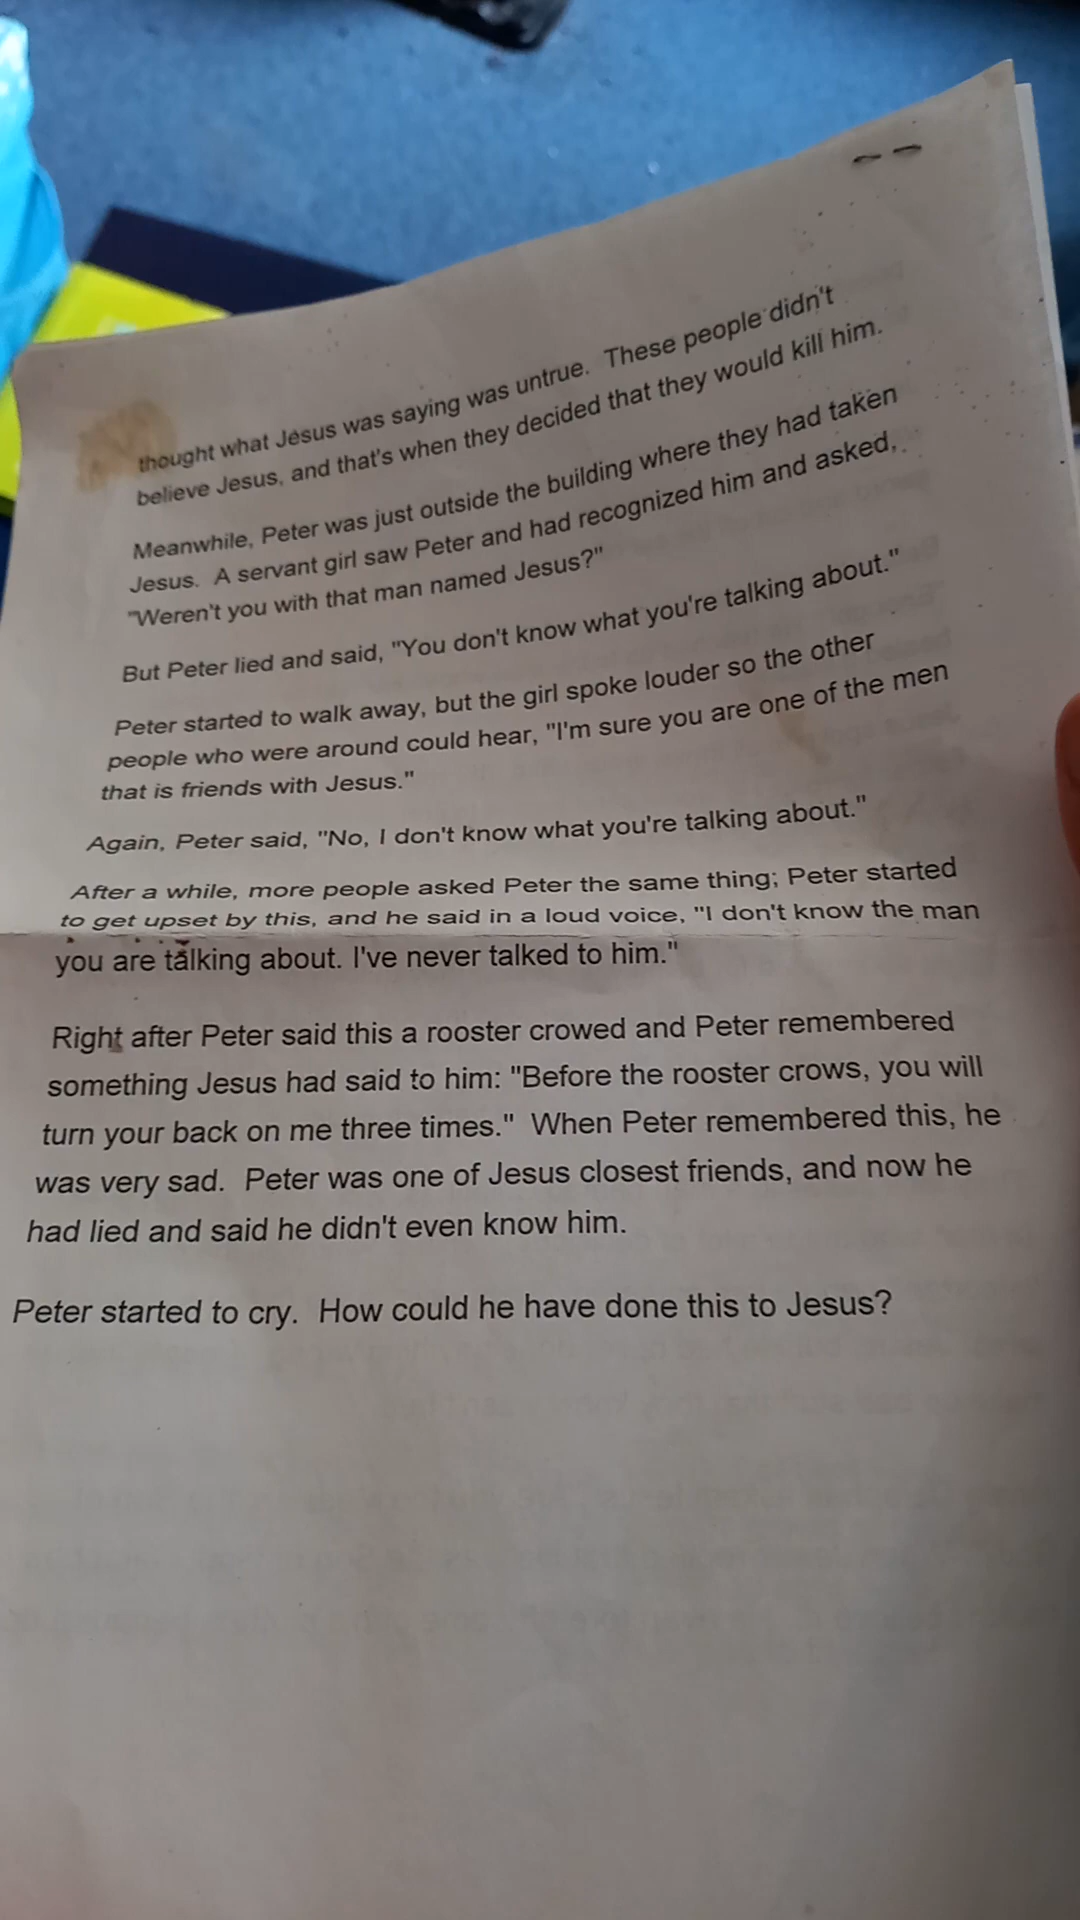 thought what Jesus was saying was untrue. These people didn't
believe Jesus, and that's when they decided that they would kill him.
Meanwhile, Peter was just outside the building where they had taken
Jesus. A servant girl saw Peter and had recognized him and asked,
"Weren't you with that man named Jesus?"
But Peter lied and said, "You don't know what you're talking about."
Peter started to walk away, but the girl spoke louder so the other
people who were around could hear, "I'm sure you are one of the men
that is friends with Jesus."
Again, Peter said, "No, I don't know what you're talking about."
After a while, more people asked Peter the same thing; Peter started
to get upset by this, and he said in a loud voice, "I don't know the man
you are talking about. I've never talked to him."
Right after Peter said this a rooster crowed and Peter remembered
something Jesus had said to him: "Before the rooster crows, you will
turn your back on me three times." When Peter remembered this, he
was very sad. Peter was one of Jesus closest friends, and now he
had lied and said he didn't even know him.
Peter started to cry. How could he have done this to Jesus?